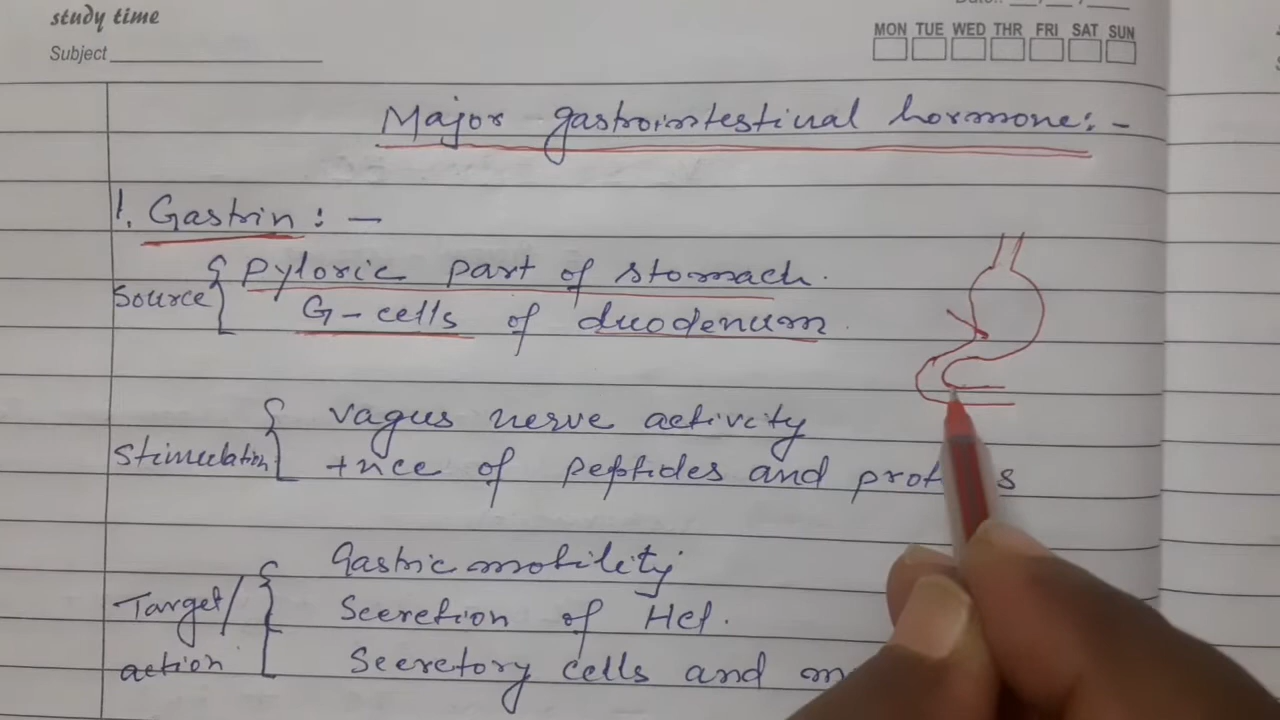 study time
Subject
MON TUE WED THR FRI SAT SUN
Major gastrointestinal hormone:-
1. Gastrin: -
Source
Pyloric part of stomach.
G-cells of duodenum.
Stimulation
vagus nerve activity
+nce of peptides and prot s
Target/
action
Gastric motility
Secretion of Hcl.
Secretory cells and m